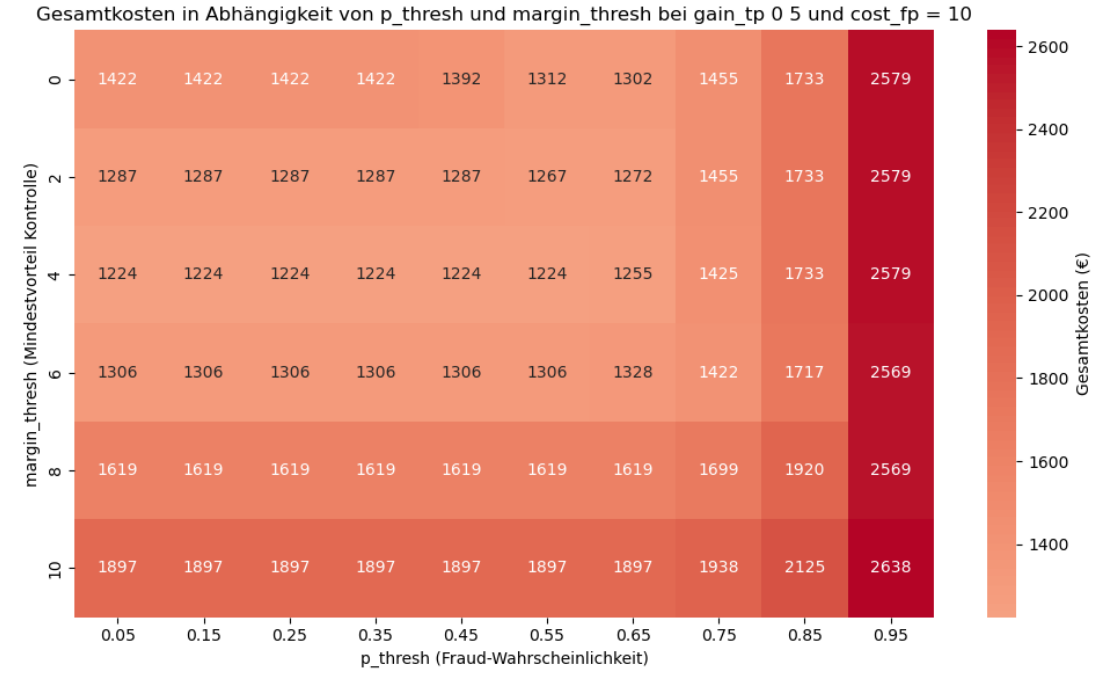 Gesamtkosten in Abhängigkeit von p_thresh und margin_thresh bei gain_tp 0 5 und cost_fp = 10
margin_thresh (Mindestvorteil Kontrolle)
0 1422 1422 1422 1422 1392 1312 1302 1455 1733 2579
2 1287 1287 1287 1287 1287 1267 1272 1455 1733 2579
4 1224 1224 1224 1224 1224 1224 1255 1425 1733 2579
6 1306 1306 1306 1306 1306 1306 1328 1422 1717 2569
8 1619 1619 1619 1619 1619 1619 1619 1699 1920 2569
10 1897 1897 1897 1897 1897 1897 1897 1938 2125 2638
0.05 0.15 0.25 0.35 0.45 0.55 0.65 0.75 0.85 0.95
p_thresh (Fraud-Wahrscheinlichkeit)
2600
2400
2200
2000
1800
1600
1400
Gesamtkosten (€)